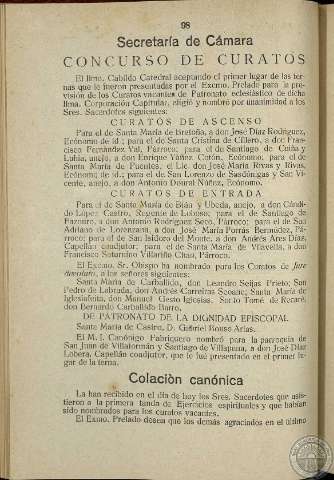 98
Secretaría de Cámara
CONCURSO DE CURATOS
El Ilmo. Cabildo Catedral aceptando el primer lugar de las ter-
nas que le fueron presentadas por el Excmo. Prelado para la pro-
visión de los Curatos vacantes de Patronato eclesiástico de dicha
Ilma. Corporación Capitular, eligió y nombró por unanimidad a los
Sres. Sacerdotes siguientes:
CURATOS DE ASCENSO
Para el de Santa María de Bretoña, a don José Díaz Rodríguez,
Ecónomo de id.; para el de Santa Cristina de Cillero, a don Fran-
cisco Fernández Val, Párroco, para el de Santiago de Cuiña y
Luhía, anejo, a don Enrique Yáñez Cotón, Ecónomo, para el de
Santa María de Fuentes, el Lic. don José María Rivas y Rivas,
Ecónomo de id.; para el de San Lorenzo de Sasdónigas y San Vi-
cente, anejo, a don Antonio Doural Núñez, Ecónomo.
CURATOS DE ENTRADA
Para el de Santa María de Bián y Ubeda, anejo, a don Cándi-
do López Castro, Regente de Lobosos, para el de Santiago de
a don Antonio Rodríguez Seco, Párroco; para el de San
Adriano de Lorenzana, a don José María Porras Bermúdez, Pá-
rroco; para el de San Isidoro del Monte, a don Andrés Ares Díaz,
Capellán coadjutor; para el de Santa María de Vilavella, a don
Francisco Saturnino Villariño Chao, Párroco.
El Excmo. Sr. Obispo ha nombrado para los Curatos de jure
devoluto, a los señores siguientes:
Santa María de Carballido, don Leandro Seijas Prieto; San
Pedro de Labrada, don Andrés Carreiras Seoane; Santa María de
Iglesiafeita, don Manuel Gesto Iglesias. Santo Tomé de Recaré,
don Bernardo Carballido Barro.
DE PATRONATO DE LA DIGNIDAD EPISCOPAL
Santa María de Castro, D. Gabriel Bouso Arias.
El M. I. Canónigo Fabriquero nombró para la parroquia de
San Juan de Villaformán y Santiago de Villapena, a don José Díaz
Lobera, Capellán coadjutor, que le fué presentado en el primer lu-
gar de la terna.
Colación canónica
La han recibido en el día de hoy los Sres. Sacerdotes que asis-
tieron a la primera tanda de Ejercicios espirituales y que habían
sido nombrados para los curatos vacantes.
El Exmo. Prelado desea que los demás agraciados en el último